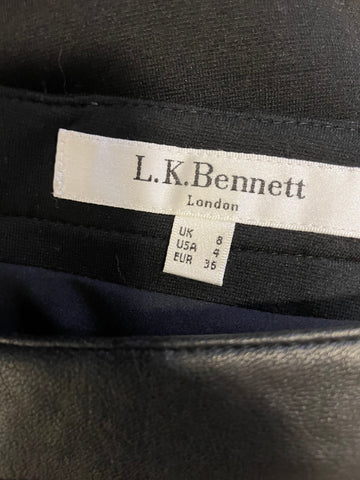 L.K.Bennett
London
UK 8
USA 4
EUR 36